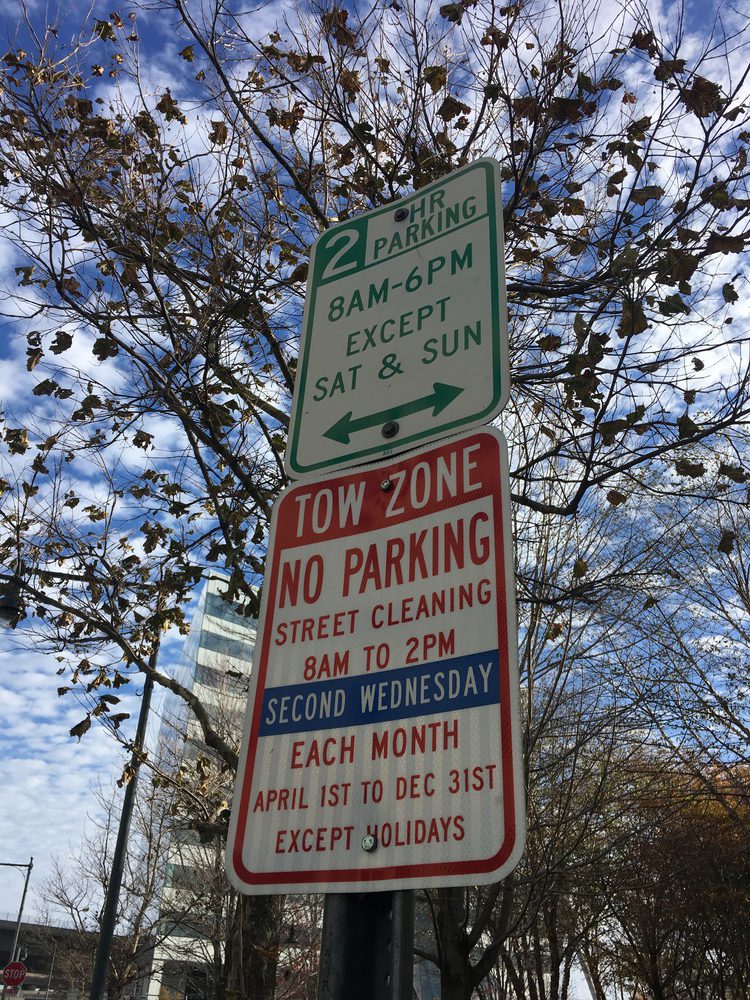 2 HR
PARKING
8AM-6PM
EXCEPT
SAT & SUN
TOW ZONE
NO PARKING
STREET CLEANING
8AM TO 2PM
SECOND WEDNESDAY
EACH MONTH
APRIL 1ST TO DEC 31ST
EXCEPT HOLIDAYS
STOP